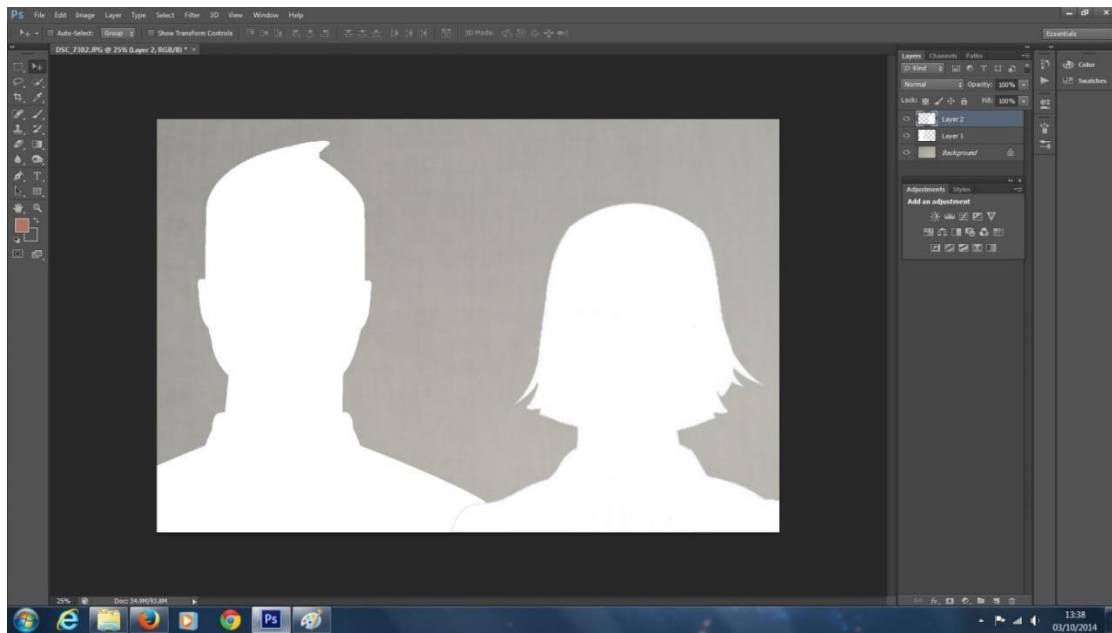 Ps File Edit Image Layer Type Select Filter 3D View Window Help
Auto-Select: Group Show Transform Controls 3D Mode: Essentials
DSC_7302.JPG @ 25% (Layer 2, RGB/8) * ×
Layers Channels Paths
Kind
Normal Opacity: 100%
Lock: Fill: 100%
Layer 2
Layer 1
Background
Color
Swatches
Adjustments Styles
Add an adjustment
25% Doc: 34.9M/93.8M
Ps
13:38
03/10/2014